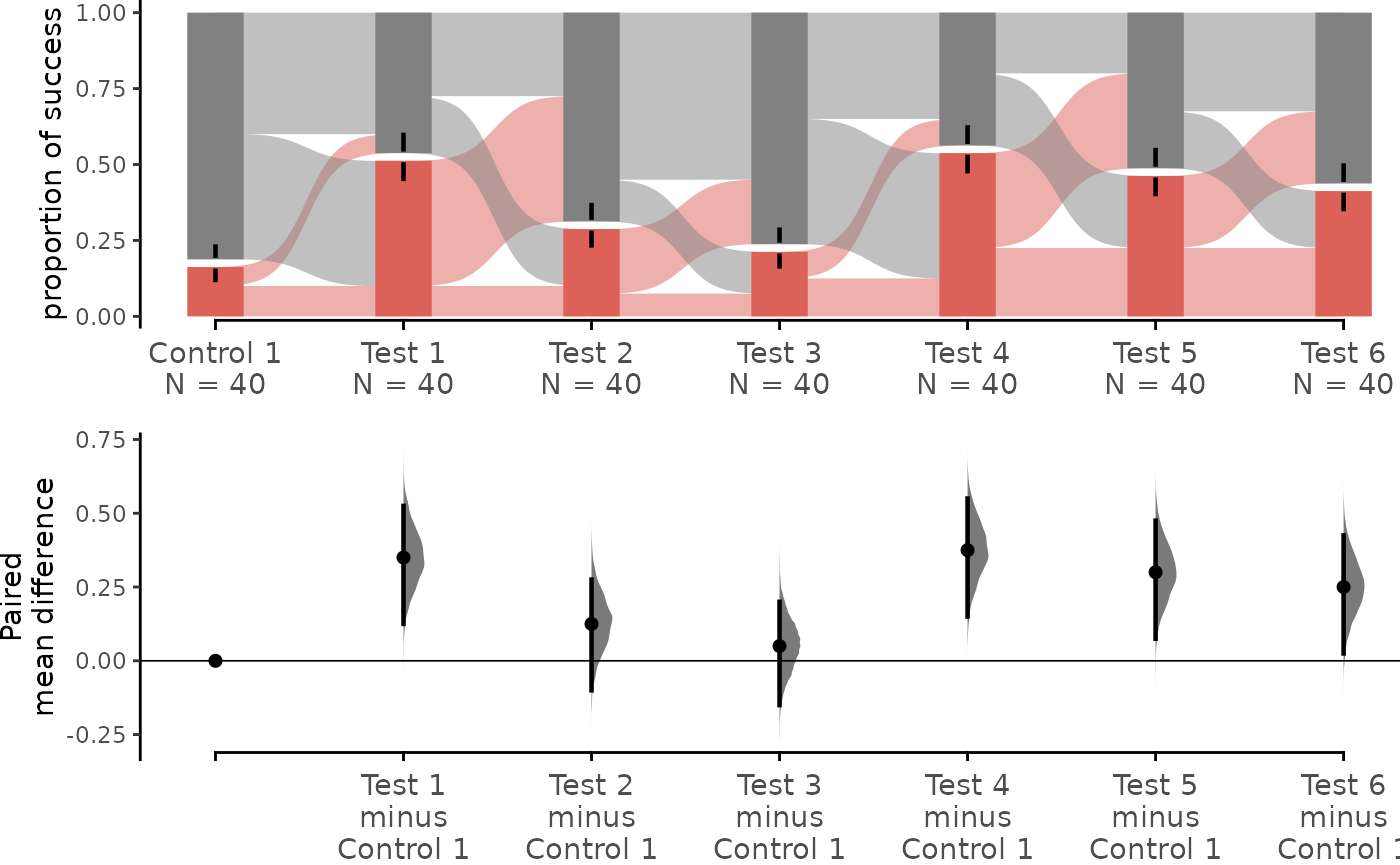 proportion of success
1.00
0.75
0.50
0.25
0.00
Control 1 Test 1 Test 2 Test 3 Test 4 Test 5 Test 6
N = 40 N = 40 N = 40 N = 40 N = 40 N = 40 N = 40
Paired
mean difference
0.75
0.50
0.25
0.00
-0.25
Test 1 Test 2 Test 3 Test 4 Test 5 Test 6
minus minus minus minus minus minus
Control 1 Control 1 Control 1 Control 1 Control 1 Control 1